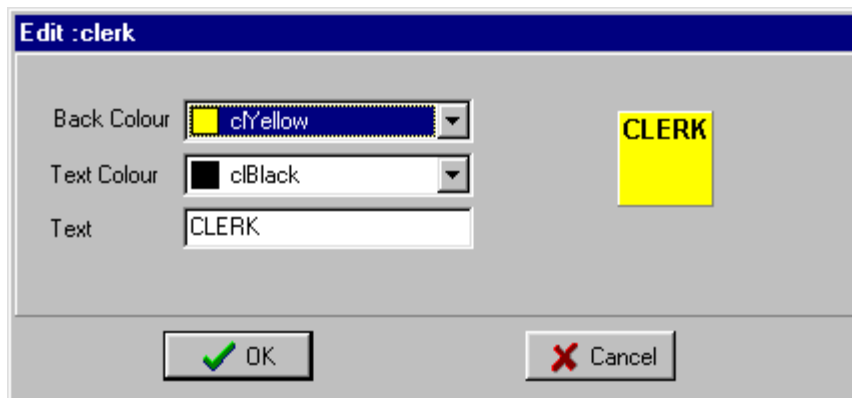 Edit :clerk
Back Colour clYellow CLERK
Text Colour clBlack
Text CLERK
OK Cancel